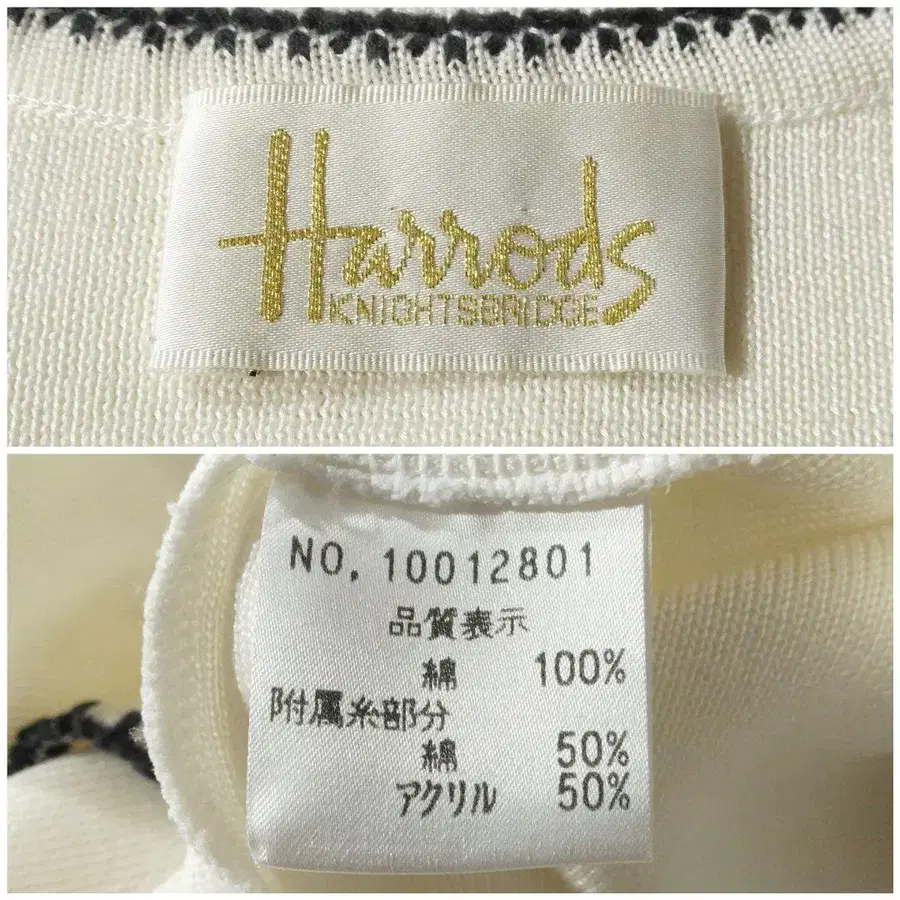 Harrods
KNIGHTSBRIDGE
NO. 10012801
品質表示
綿 100%
附属糸部分
綿 50%
アクリル 50%